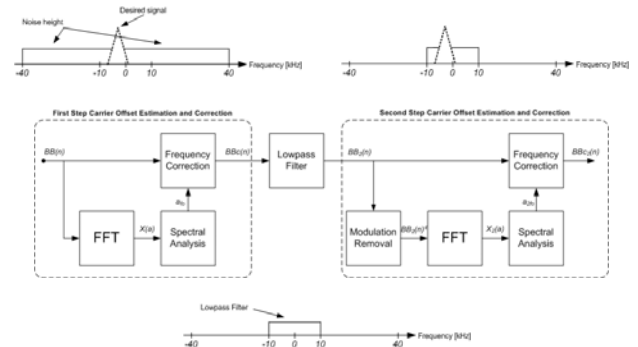 Desired signal
Noise height
Frequency [kHz]
-40 -10 0 10 40
Frequency [kHz]
-40 -10 0 10 40
First Step Carrier Offset Estimation and Correction
Second Step Carrier Offset Estimation and Correction
BB(n)
Frequency Correction
BBc(n)
Lowpass Filter
BB₂(n)
Frequency Correction
BBc₂(n)
FFT
X(a)
Spectral Analysis
Modulation Removal
BB₂(n)⁴
FFT
X₂(a)
Spectral Analysis
Lowpass Filter
Frequency [kHz]
-40 -10 0 10 40